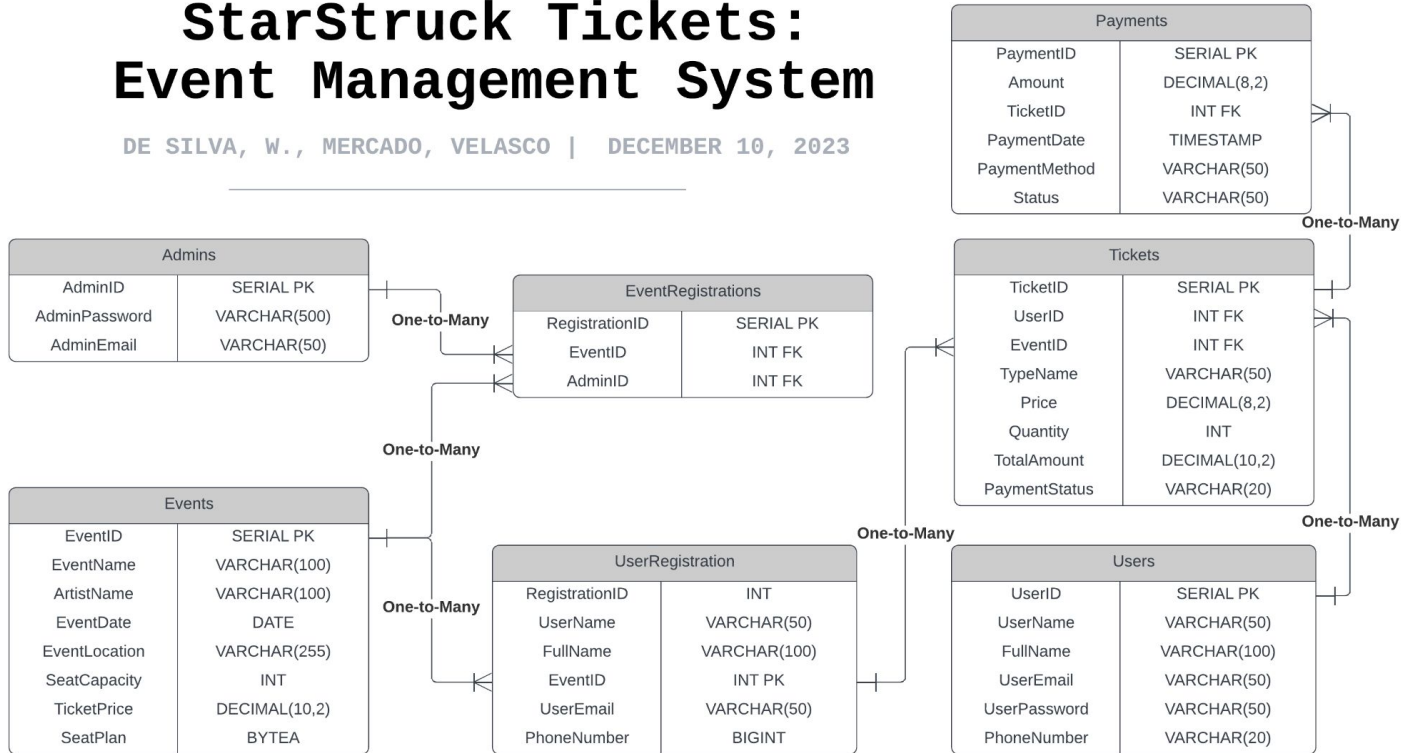 StarStruck Tickets:
Event Management System
DE SILVA, W., MERCADO, VELASCO | DECEMBER 10, 2023
Payments
PaymentID SERIAL PK
Amount DECIMAL(8,2)
TicketID INT FK
PaymentDate TIMESTAMP
PaymentMethod VARCHAR(50)
Status VARCHAR(50)
One-to-Many
Admins
AdminID SERIAL PK
AdminPassword VARCHAR(500)
AdminEmail VARCHAR(50)
One-to-Many
EventRegistrations
RegistrationID SERIAL PK
EventID INT FK
AdminID INT FK
One-to-Many
Tickets
TicketID SERIAL PK
UserID INT FK
EventID INT FK
TypeName VARCHAR(50)
Price DECIMAL(8,2)
Quantity INT
TotalAmount DECIMAL(10,2)
PaymentStatus VARCHAR(20)
One-to-Many
Events
EventID SERIAL PK
EventName VARCHAR(100)
ArtistName VARCHAR(100)
EventDate DATE
EventLocation VARCHAR(255)
SeatCapacity INT
TicketPrice DECIMAL(10,2)
SeatPlan BYTEA
One-to-Many
UserRegistration
RegistrationID INT
UserName VARCHAR(50)
FullName VARCHAR(100)
EventID INT PK
UserEmail VARCHAR(50)
PhoneNumber BIGINT
One-to-Many
Users
UserID SERIAL PK
UserName VARCHAR(50)
FullName VARCHAR(100)
UserEmail VARCHAR(50)
UserPassword VARCHAR(50)
PhoneNumber VARCHAR(20)